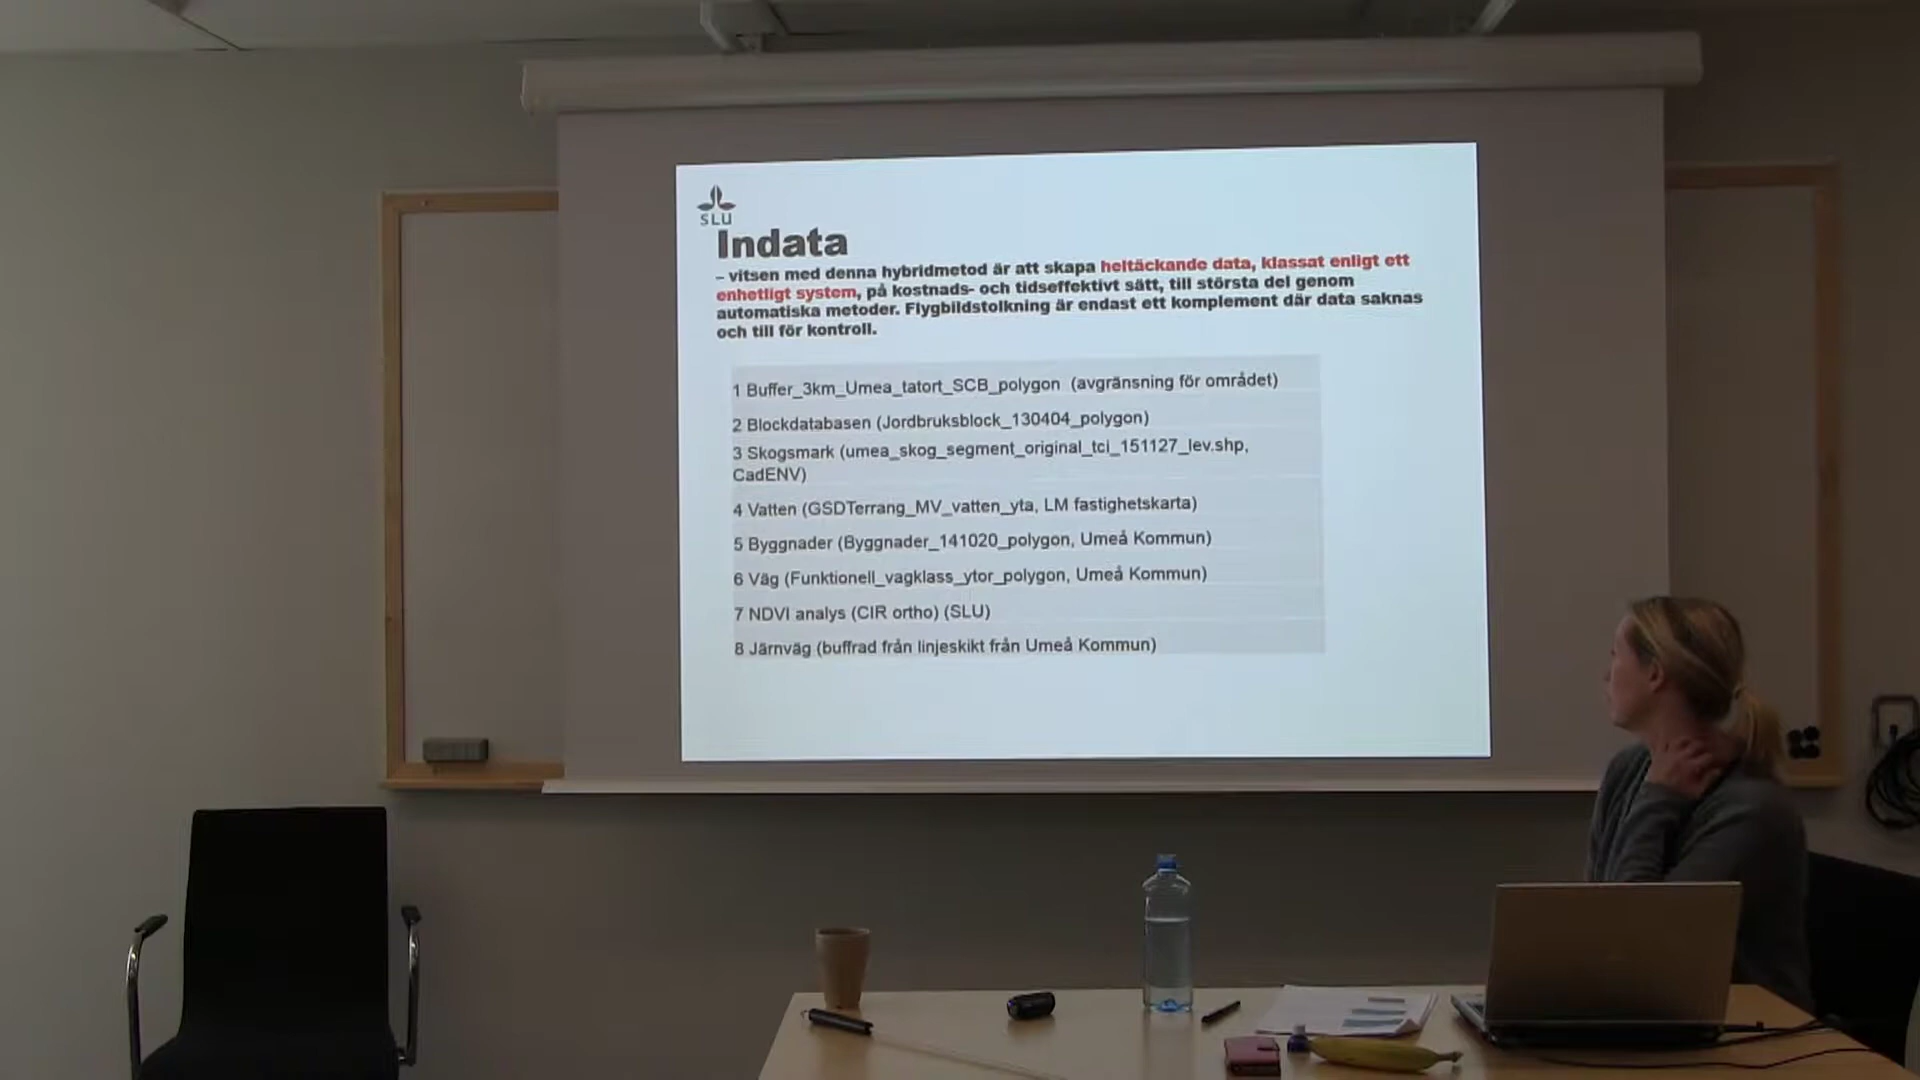 SLU
Indata
– vitsen med denna hybridmetod är att skapa heltäckande data, klassat enligt ett
enhetligt system, på kostnads- och tidseffektivt sätt, till största del genom
automatiska metoder. Flygbildstolkning är endast ett komplement där data saknas
och till för kontroll.
1 Buffer_3km_Umea_tatort_SCB_polygon (avgränsning för området)
2 Blockdatabasen (Jordbruksblock_130404_polygon)
3 Skogsmark (umea_skog_segment_original_tcl_151127_lev.shp,
CadENV)
4 Vatten (GSDTerrang_MV_vatten_yta, LM fastighetskarta)
5 Byggnader (Byggnader_141020_polygon, Umeå Kommun)
6 Väg (Funktionell_vagklass_ytor_polygon, Umeå Kommun)
7 NDVI analys (CIR ortho) (SLU)
8 Järnväg (buffrad från linjeskikt från Umeå Kommun)